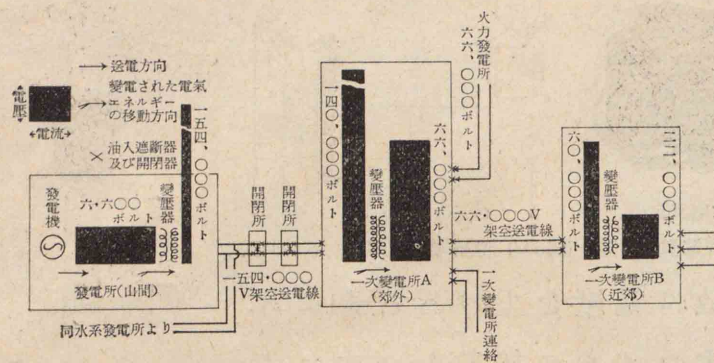 →送電方向
變電された電氣
エネルギー
の移動方向
電壓
電流
× 油入遮斷器
及び開閉器
一五四、〇〇〇ボルト
發電機
六・六〇〇
ボルト
變壓器
發電所(山間)
同水系發電所より
開閉所
開閉所
一五四・〇〇〇
V架空送電線
一四〇、〇〇〇ボルト
變壓器
六六、〇〇〇ボルト
一次變電所A
(郊外)
火力發電所
六六、〇〇〇ボルト
六六・〇〇〇V
架空送電線
一次變電所連絡
六〇、〇〇〇ボルト
變壓器
二二、〇〇〇ボルト
一次變電所B
(近郊)